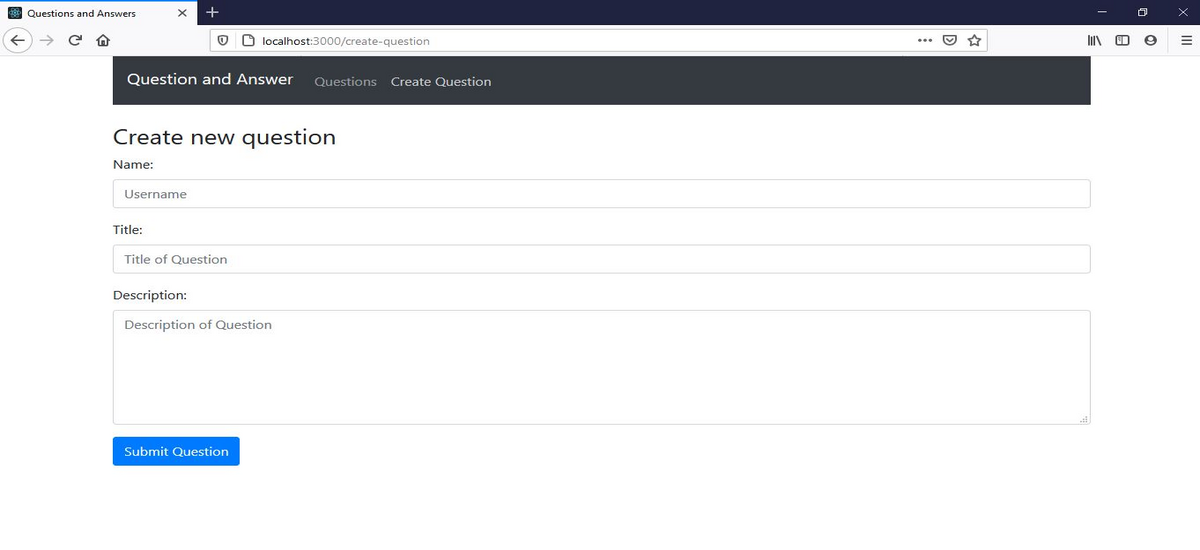 Questions and Answers
localhost:3000/create-question
Question and Answer Questions Create Question
Create new question
Name:
Username
Title:
Title of Question
Description:
Description of Question
Submit Question